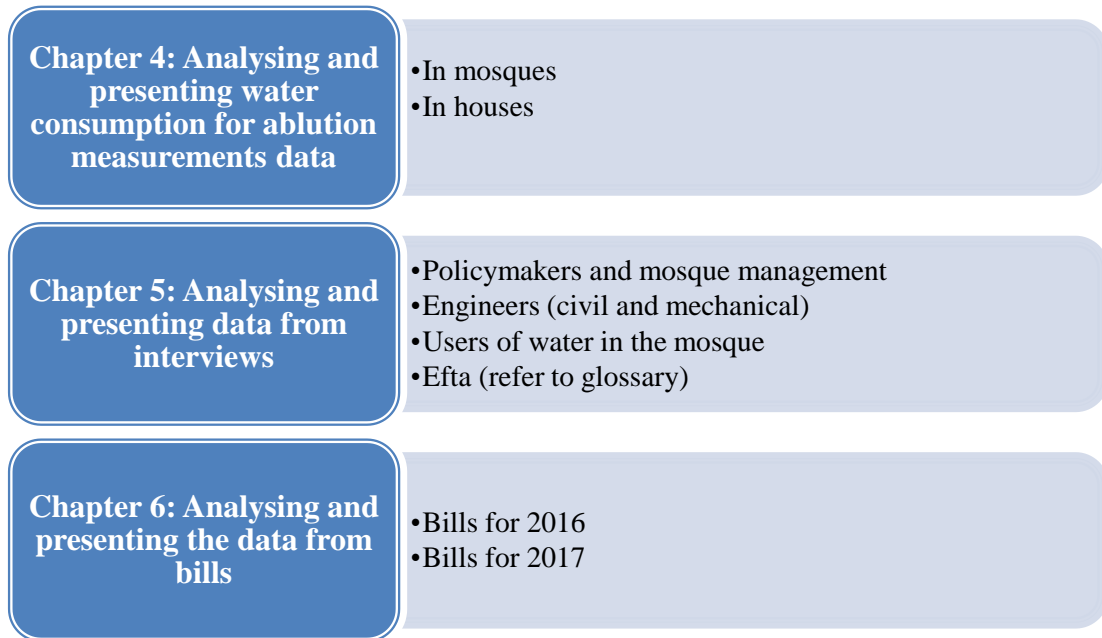 Chapter 4: Analysing and
presenting water
consumption for ablution
measurements data
•In mosques
•In houses
Chapter 5: Analysing and
presenting data from
interviews
•Policymakers and mosque management
•Engineers (civil and mechanical)
•Users of water in the mosque
•Efta (refer to glossary)
Chapter 6: Analysing and
presenting the data from
bills
•Bills for 2016
•Bills for 2017